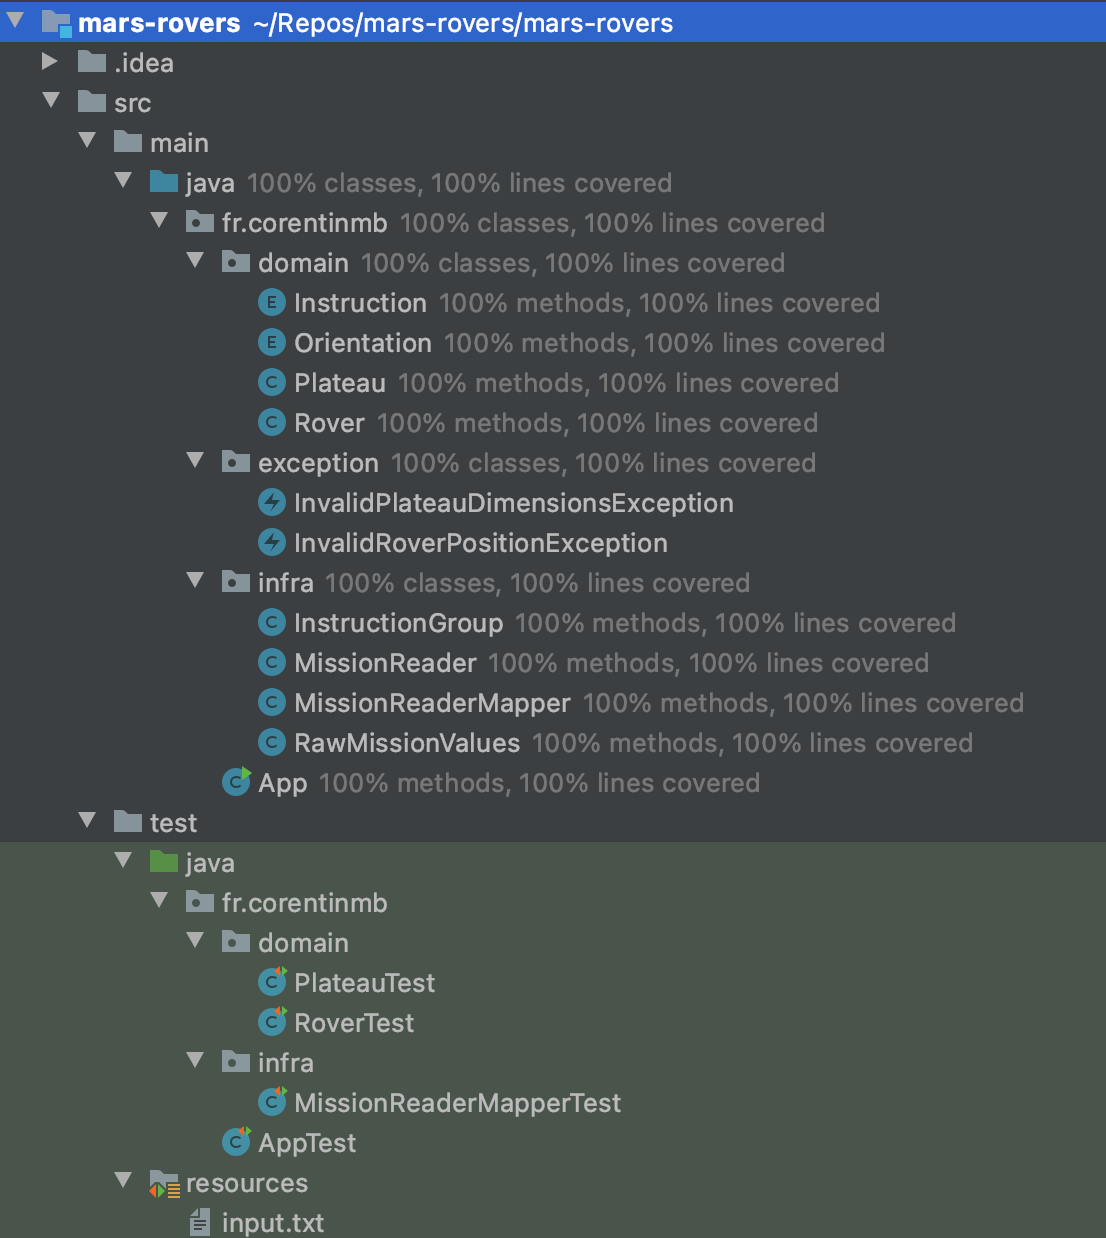 mars-rovers ~/Repos/mars-rovers/mars-rovers
.idea
src
main
java 100% classes, 100% lines covered
fr.corentinmb 100% classes, 100% lines covered
domain 100% classes, 100% lines covered
E Instruction 100% methods, 100% lines covered
E Orientation 100% methods, 100% lines covered
C Plateau 100% methods, 100% lines covered
C Rover 100% methods, 100% lines covered
exception 100% classes, 100% lines covered
InvalidPlateauDimensionsException
InvalidRoverPositionException
infra 100% classes, 100% lines covered
C InstructionGroup 100% methods, 100% lines covered
C MissionReader 100% methods, 100% lines covered
C MissionReaderMapper 100% methods, 100% lines covered
C RawMissionValues 100% methods, 100% lines covered
C App 100% methods, 100% lines covered
test
java
fr.corentinmb
domain
C PlateauTest
C RoverTest
infra
C MissionReaderMapperTest
C AppTest
resources
input.txt